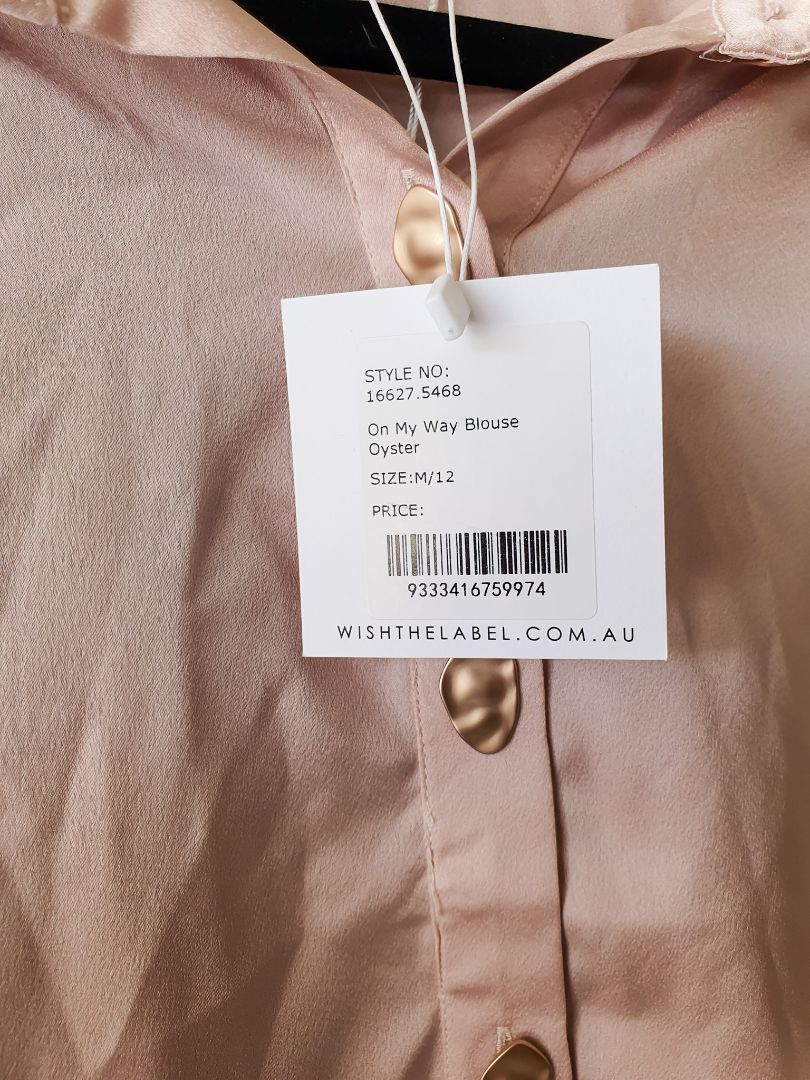 STYLE NO:
16627.5468
On My Way Blouse
Oyster
SIZE:M/12
PRICE:
9333416759974
WISHTHELABEL.COM.AU